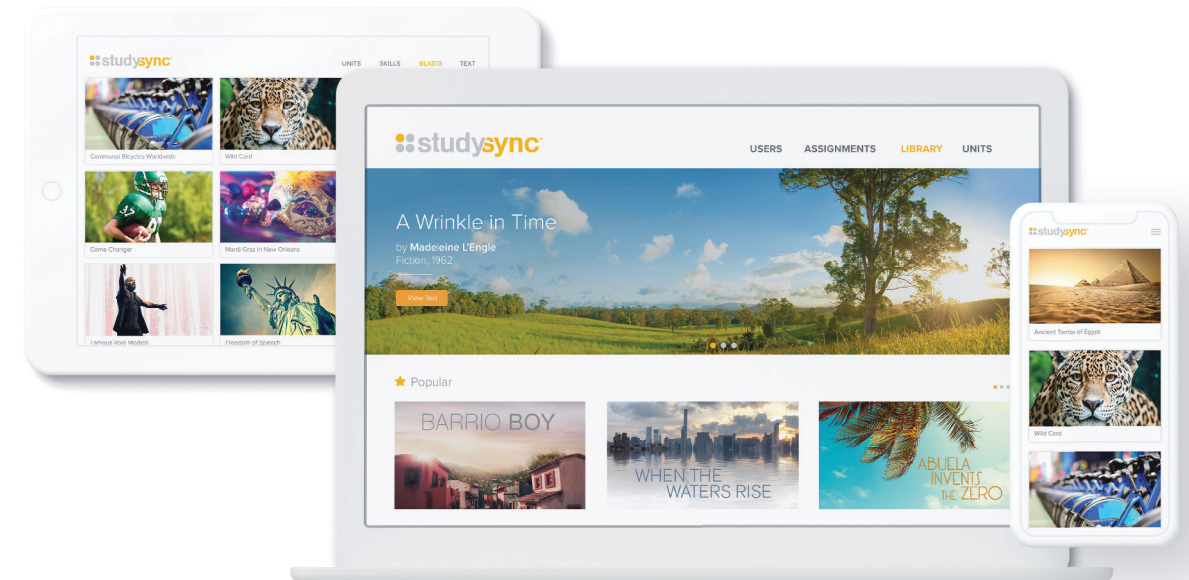 studysync
UNITS SKILLS BLASTS TEXT
Communal Bicycles Worldwide
Wild Card
Game Changer
Mardi Gras in New Orleans
Famous Role Models
Freedom of Speech
studysync
USERS ASSIGNMENTS LIBRARY UNITS
A Wrinkle in Time
by Madeleine L'Engle
Fiction, 1962
View Text
Popular
BARRIO BOY
WHEN THE
WATERS RISE
ABUELA
INVENTS
THE ZERO
studysync
Ancient Tombs of Egypt
Wild Card
37